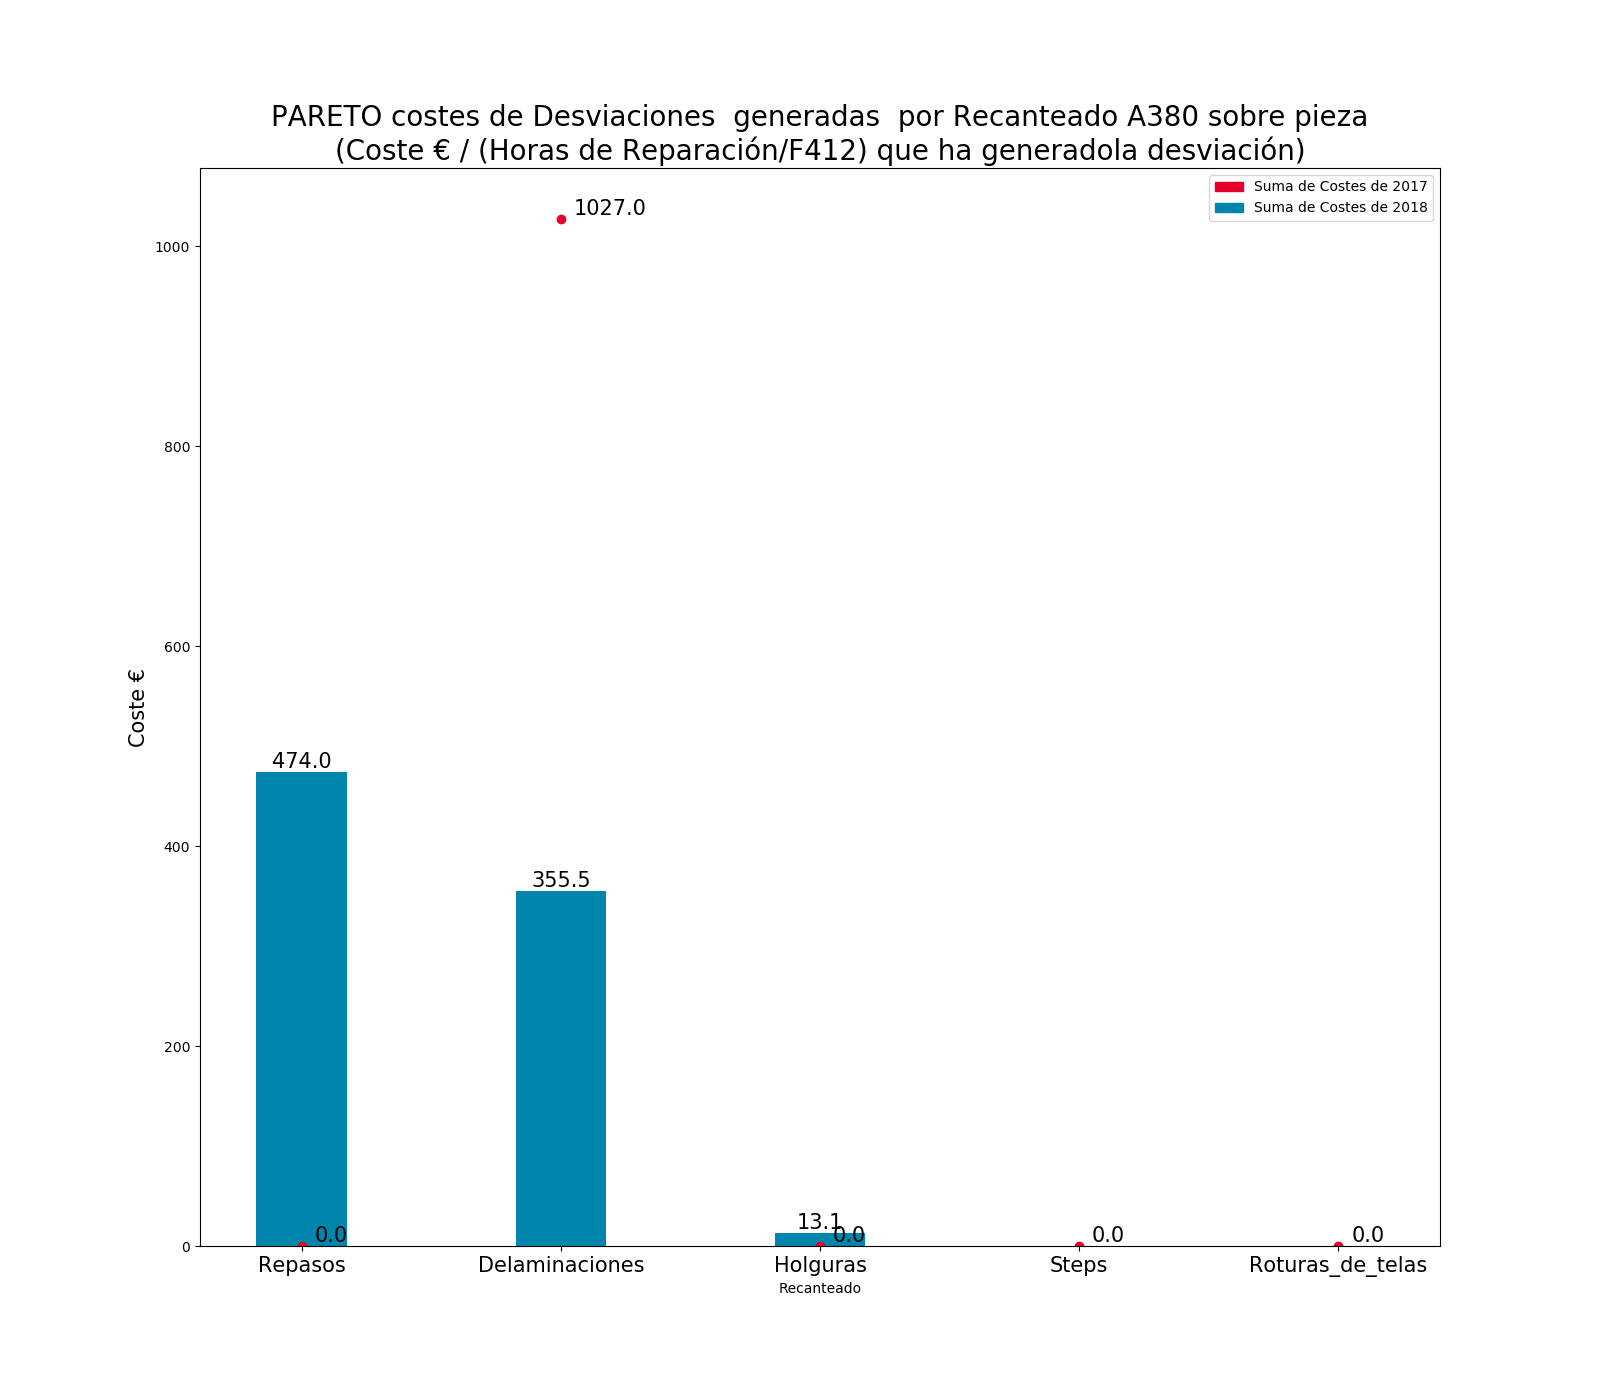 PARETO costes de Desviaciones  generadas  por Recanteado A380 sobre pieza
(Coste € / (Horas de Reparación/F412) que ha generadola desviación)
Suma de Costes de 2017
Suma de Costes de 2018
1027.0
1000
800
600
400
200
0
Coste €
474.0
355.5
13.1
0.0
0.0
0.0
0.0
Repasos
Delaminaciones
Holguras
Steps
Roturas_de_telas
Recanteado